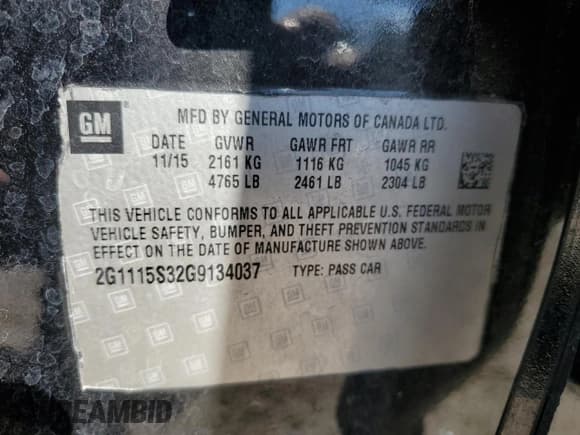 GM
MFD BY GENERAL MOTORS OF CANADA LTD.
DATE GVWR GAWR FRT GAWR RR
11/15 2161 KG 1116 KG 1045 KG
4765 LB 2461 LB 2304 LB
THIS VEHICLE CONFORMS TO ALL APPLICABLE U.S. FEDERAL MOTOR
VEHICLE SAFETY, BUMPER, AND THEFT PREVENTION STANDARDS IN
EFFECT ON THE DATE OF MANUFACTURE SHOWN ABOVE.
2G1115S32G9134037 TYPE: PASS CAR